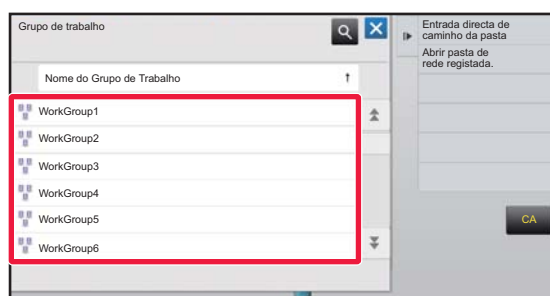 Grupo de trabalho
Nome do Grupo de Trabalho ↑
WorkGroup1
WorkGroup2
WorkGroup3
WorkGroup4
WorkGroup5
WorkGroup6
Entrada directa de
caminho da pasta
Abrir pasta de
rede registada.
CA